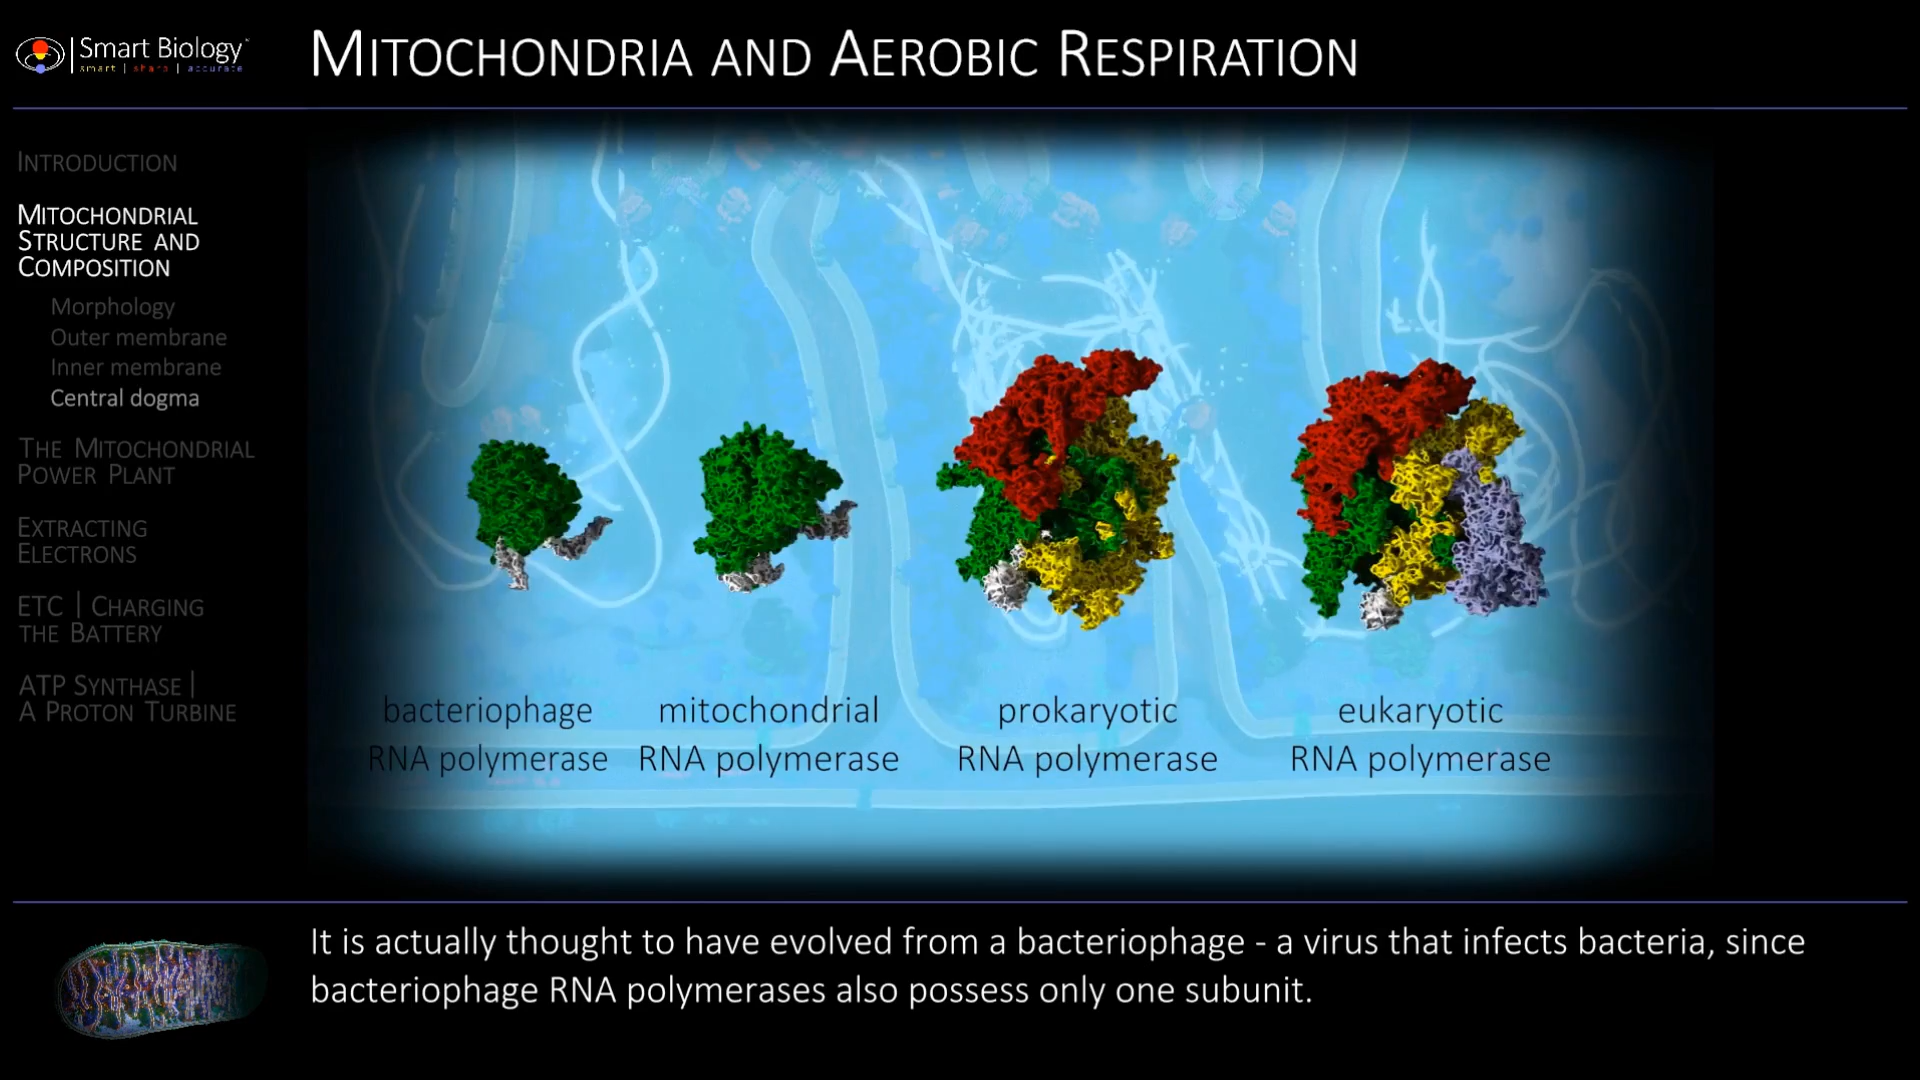 Smart Biology
smart | sharp | accurate
MITOCHONDRIA AND AEROBIC RESPIRATION
INTRODUCTION
MITOCHONDRIAL
STRUCTURE AND
COMPOSITION
Morphology
Outer membrane
Inner membrane
Central dogma
THE MITOCHONDRIAL
POWER PLANT
EXTRACTING
ELECTRONS
ETC | CHARGING
THE BATTERY
ATP SYNTHASE |
A PROTON TURBINE
bacteriophage
RNA polymerase
mitochondrial
RNA polymerase
prokaryotic
RNA polymerase
eukaryotic
RNA polymerase
It is actually thought to have evolved from a bacteriophage - a virus that infects bacteria, since
bacteriophage RNA polymerases also possess only one subunit.